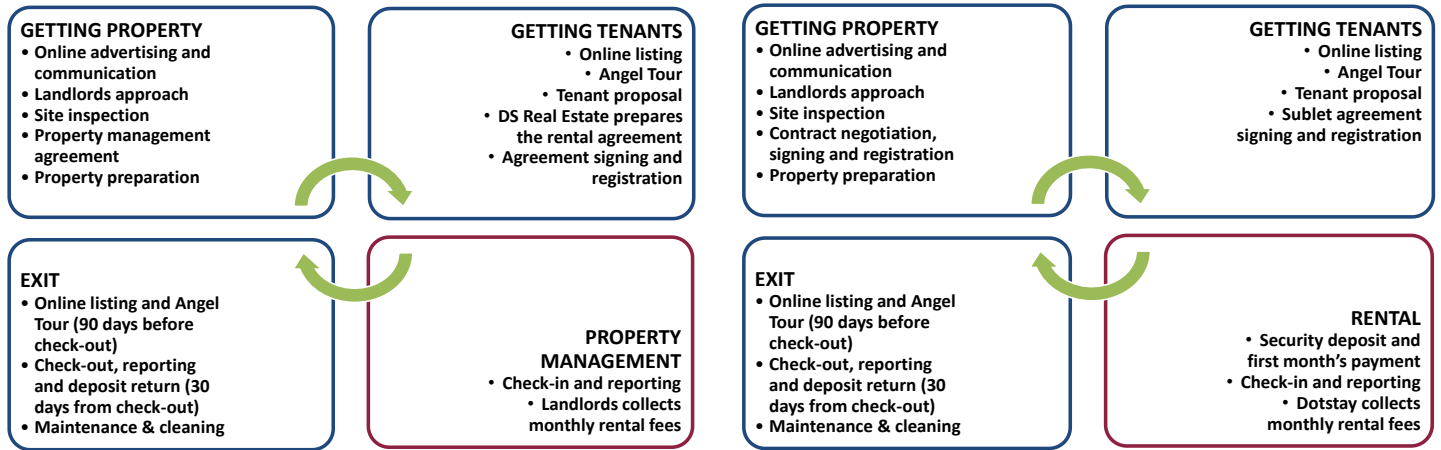 GETTING PROPERTY
• Online advertising and
communication
• Landlords approach
• Site inspection
• Property management
agreement
• Property preparation
GETTING TENANTS
• Online listing
• Angel Tour
• Tenant proposal
• DS Real Estate prepares
the rental agreement
• Agreement signing and
registration
EXIT
• Online listing and Angel
Tour (90 days before
check-out)
• Check-out, reporting
and deposit return (30
days from check-out)
• Maintenance & cleaning
PROPERTY
MANAGEMENT
• Check-in and reporting
• Landlords collects
monthly rental fees
GETTING PROPERTY
• Online advertising and
communication
• Landlords approach
• Site inspection
• Contract negotiation,
signing and registration
• Property preparation
GETTING TENANTS
• Online listing
• Angel Tour
• Tenant proposal
• Sublet agreement
signing and registration
EXIT
• Online listing and Angel
Tour (90 days before
check-out)
• Check-out, reporting
and deposit return (30
days from check-out)
• Maintenance & cleaning
RENTAL
• Security deposit and
first month's payment
• Check-in and reporting
• Dotstay collects
monthly rental fees